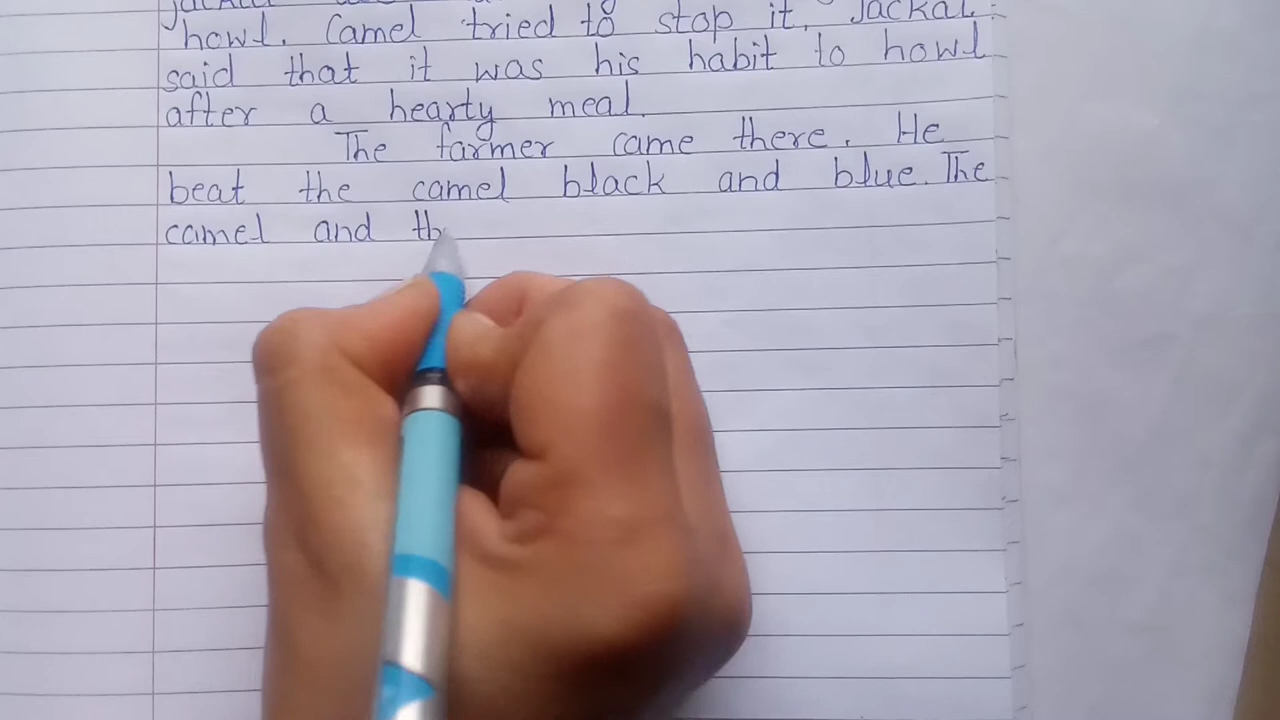 howl. Camel tried to stop it. Jackal
said that it was his habit to howl
after a hearty meal.
The farmer came there. He
beat the camel black and blue. The
camel and th